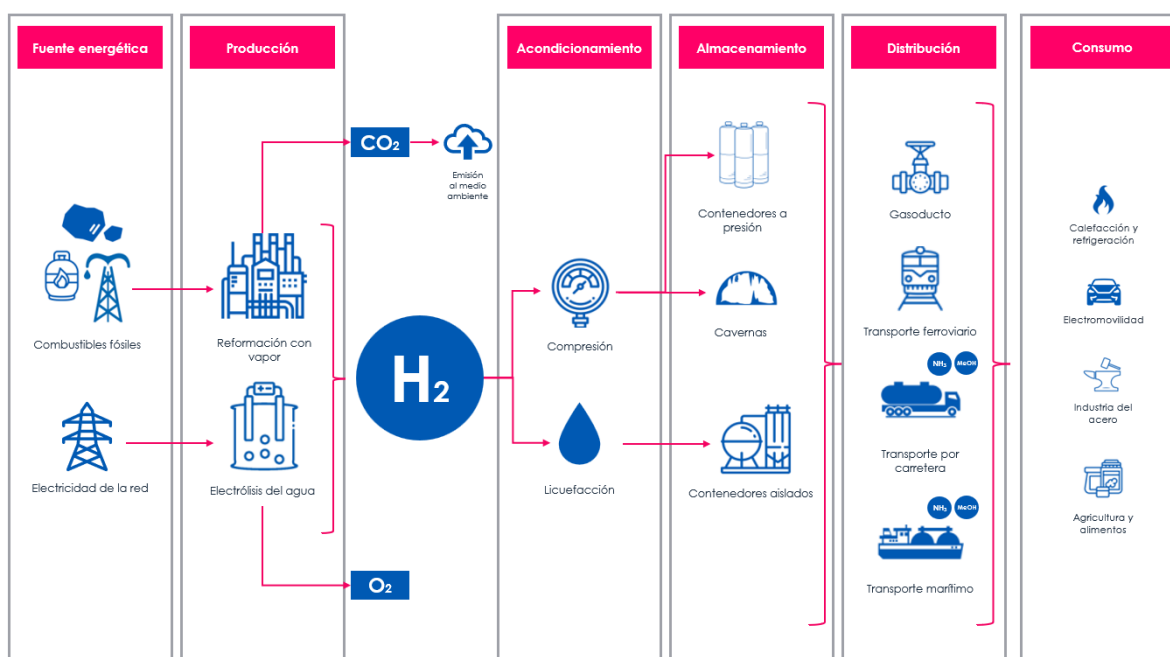 Fuente energética
Combustibles fósiles
Electricidad de la red
Producción
Reformación con
vapor
Electrólisis del agua
CO₂
Emisión
al medio
ambiente
H₂
O₂
Acondicionamiento
Compresión
Licuefacción
Almacenamiento
Contenedores a
presión
Cavernas
Contenedores aislados
Distribución
Gasoducto
Transporte ferroviario
NH₃
MeOH
Transporte por
carretera
NH₃
MeOH
Transporte marítimo
Consumo
Calefacción y
refrigeración
Electromovilidad
Industria del
acero
Agricultura y
alimentos